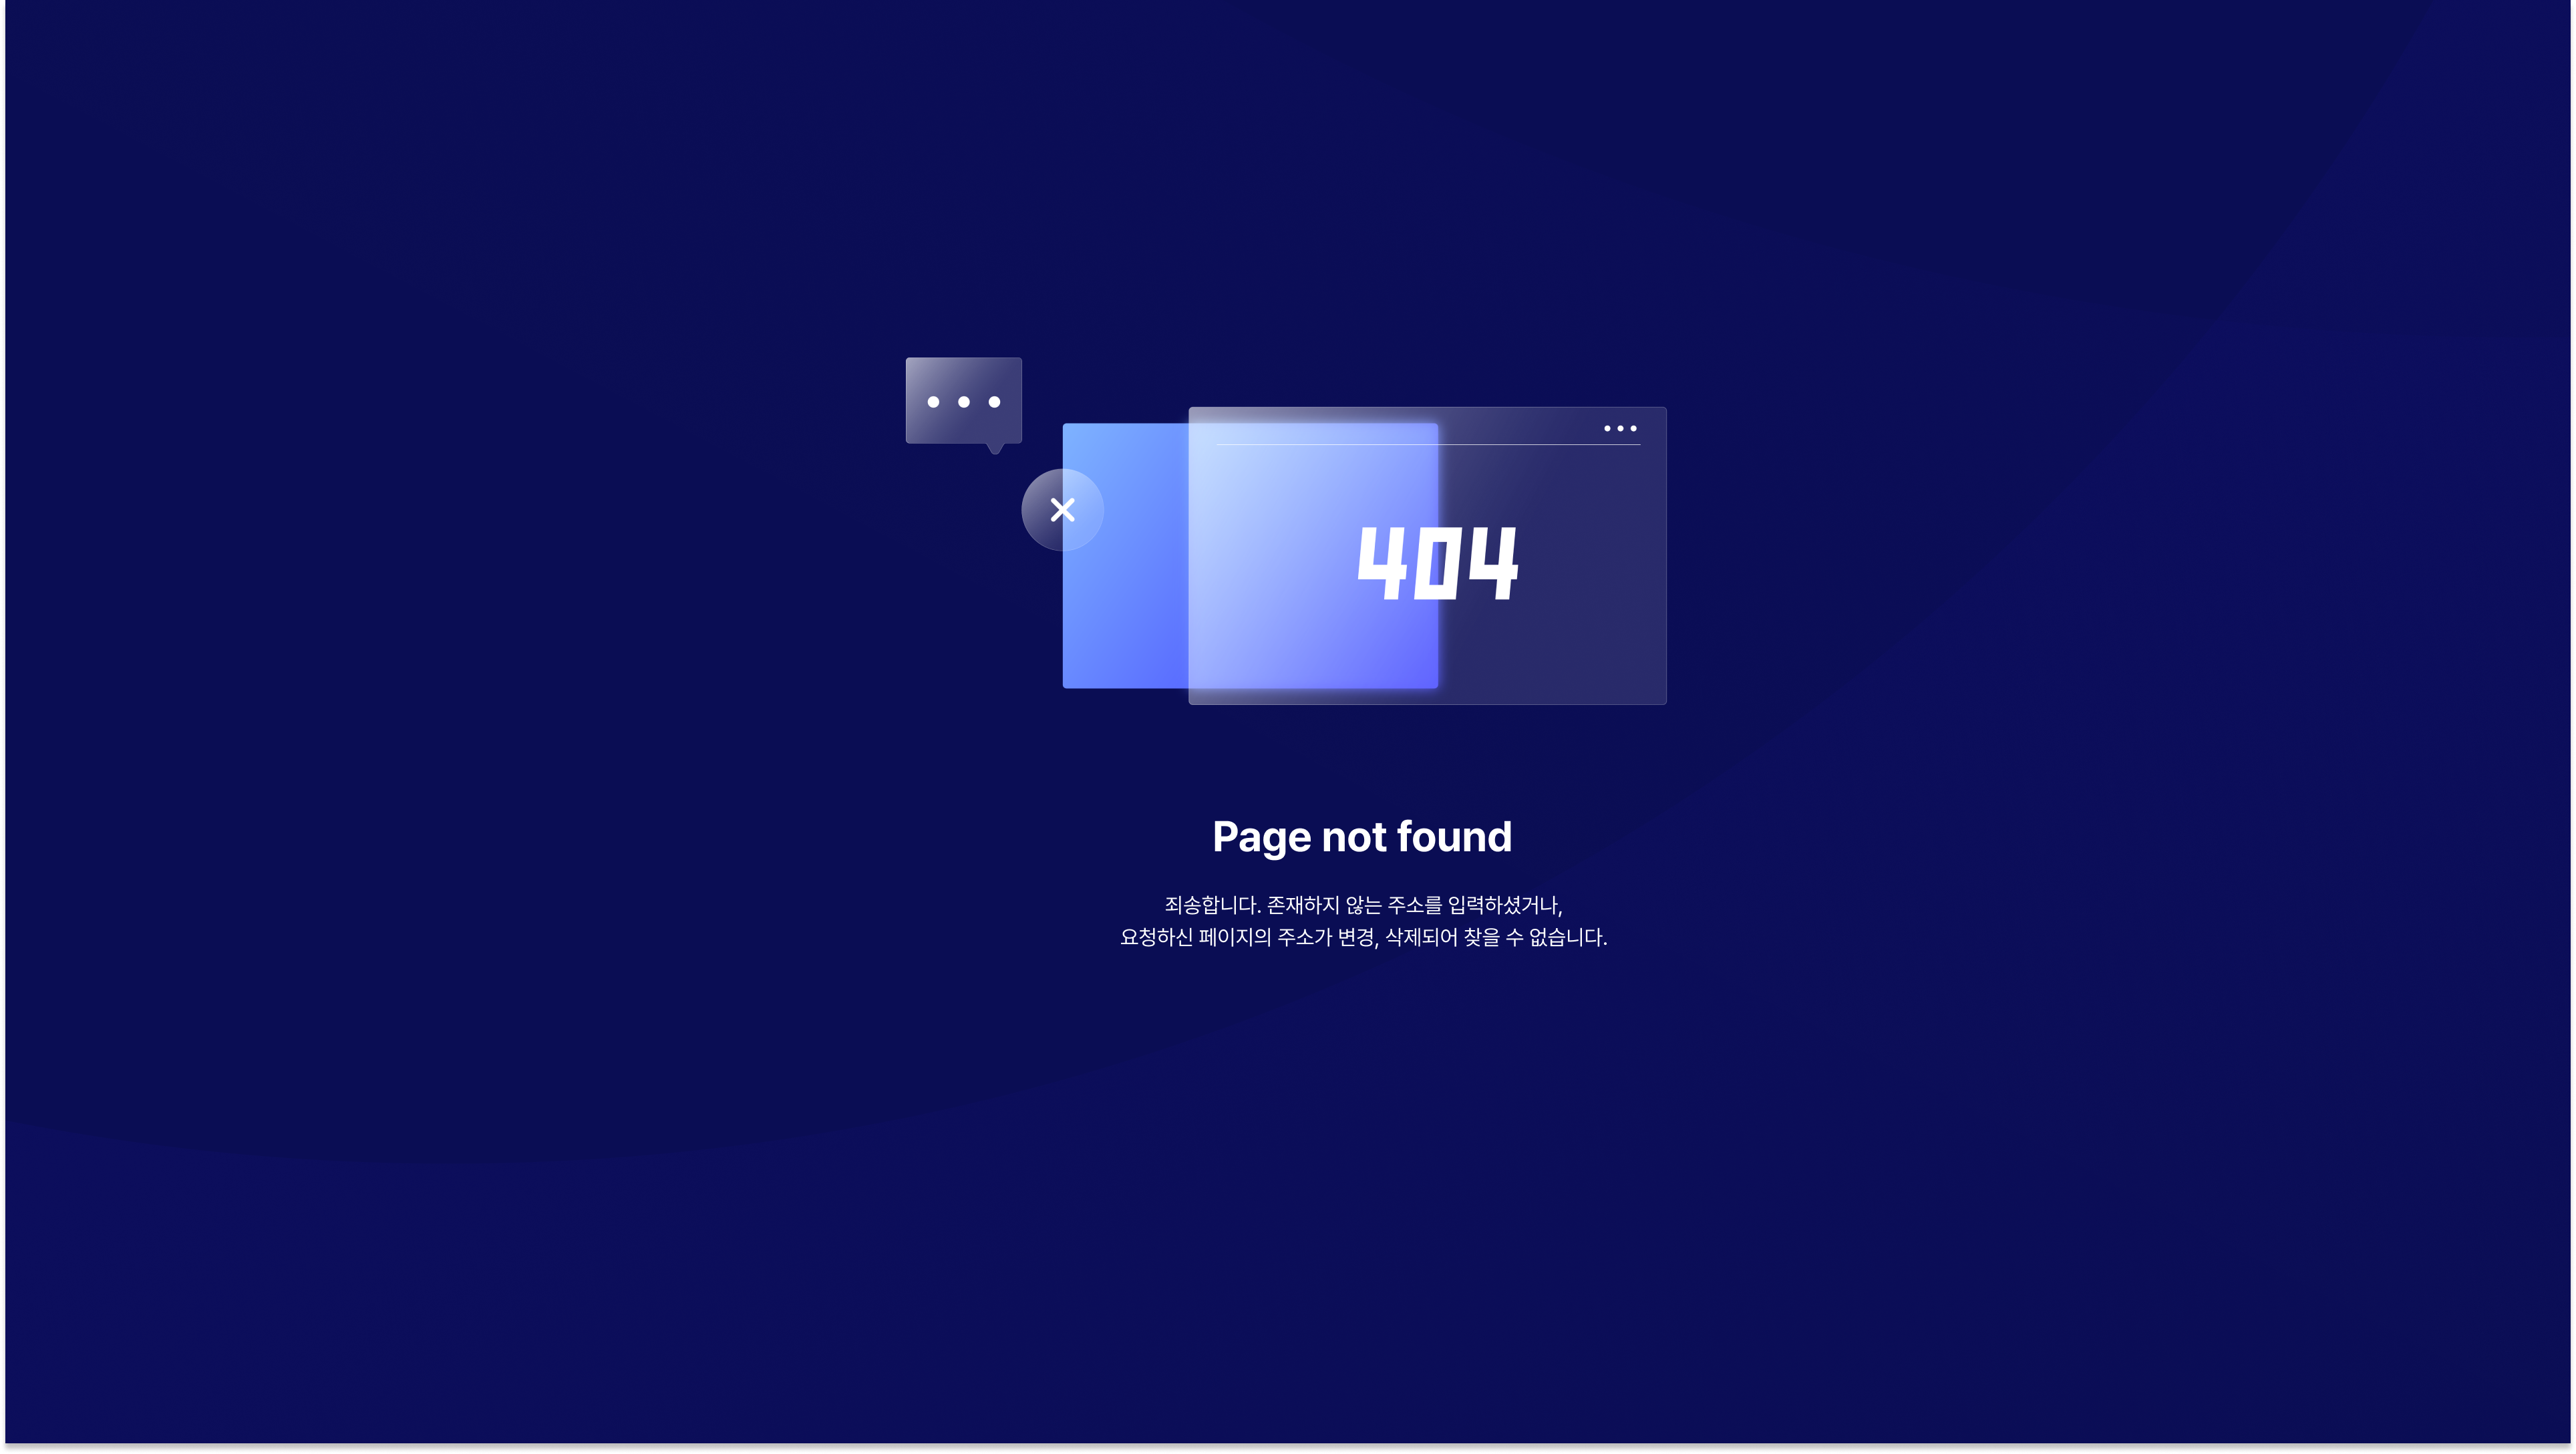 404
Page not found
죄송합니다. 존재하지 않는 주소를 입력하셨거나,
요청하신 페이지의 주소가 변경, 삭제되어 찾을 수 없습니다.